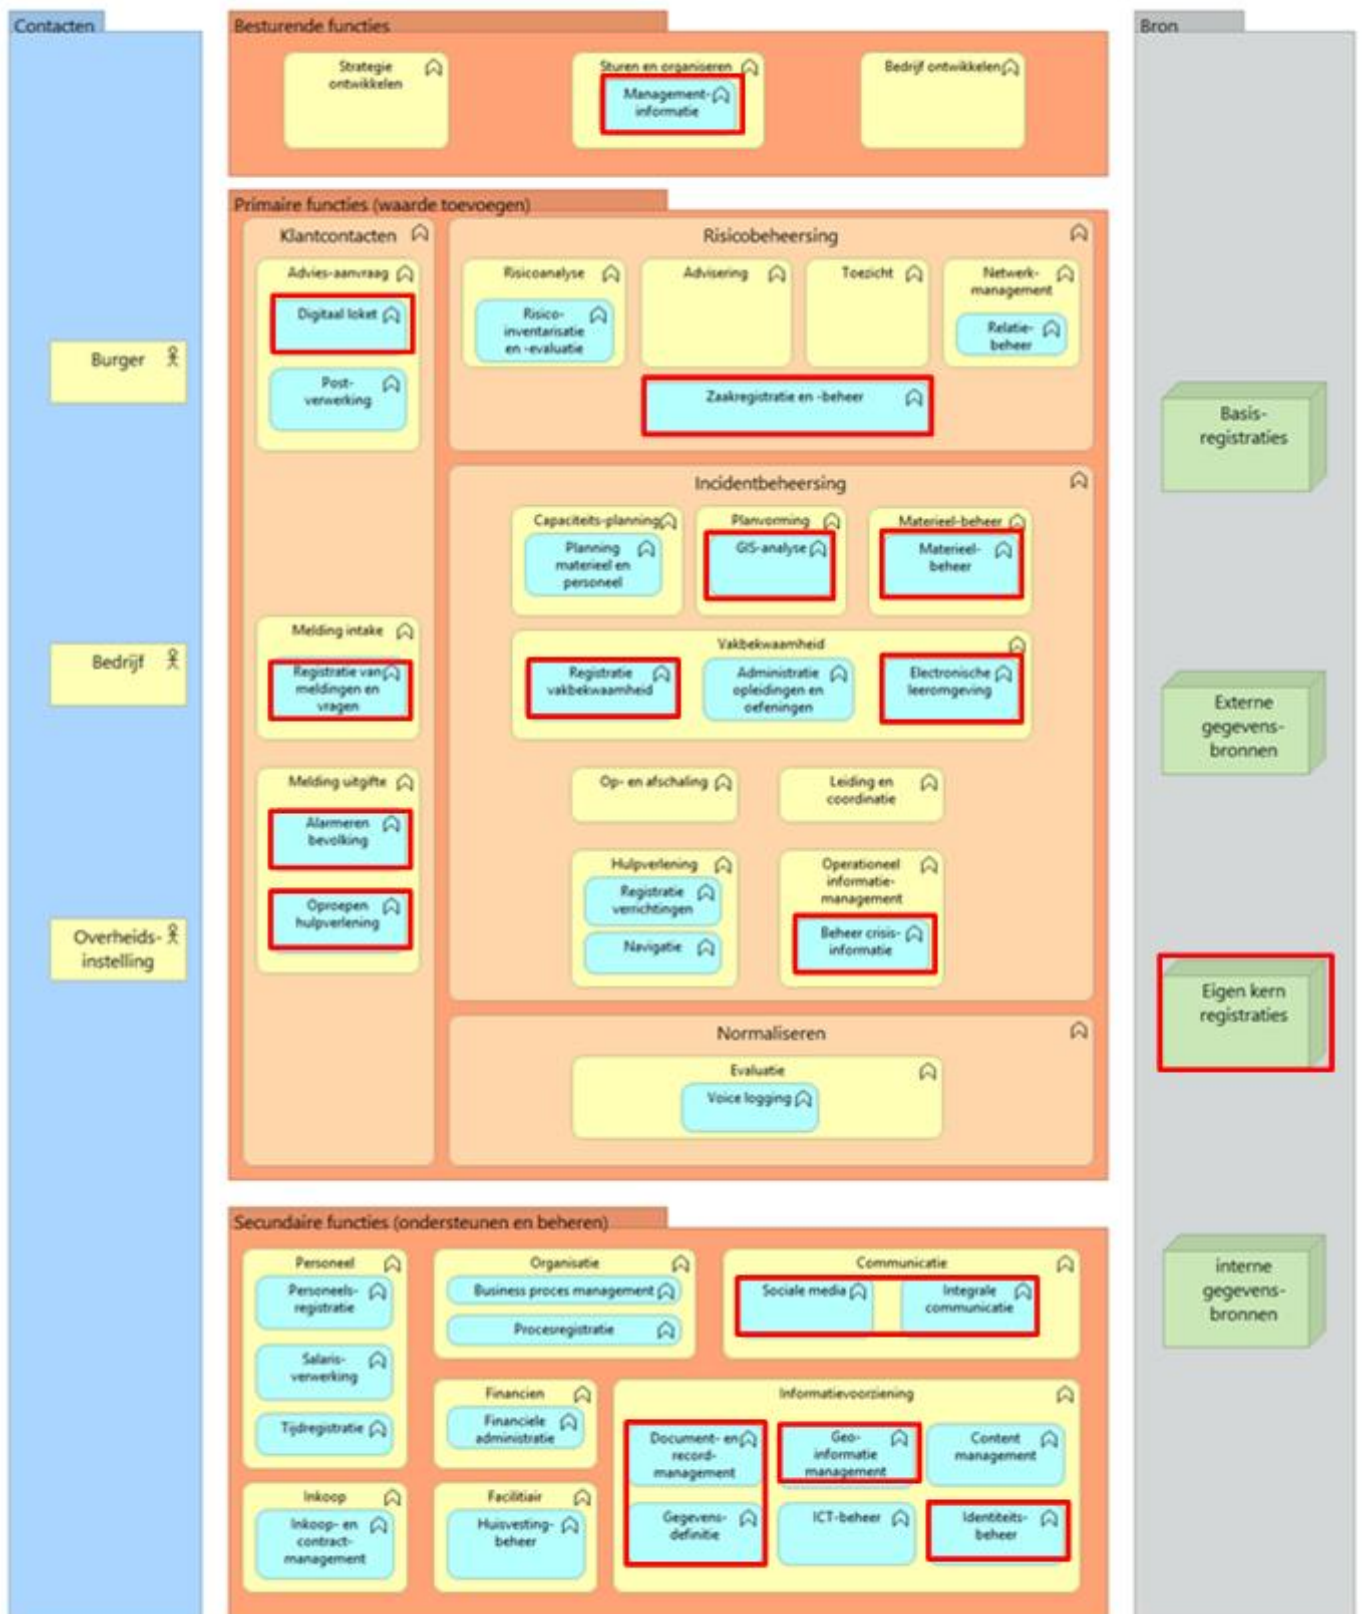 Contacten
Burger
Bedrijf
Overheids-
instelling
Besturende functies
Strategie
ontwikkelen
Sturen en organiseren
Management-
informatie
Bedrijf ontwikkelen
Primaire functies (waarde toevoegen)
Klantcontacten
Advies-aanvraag
Digitaal loket
Post-
verwerking
Melding intake
Registratie van
meldingen en
vragen
Melding uitgifte
Alarmeren
bevolking
Oproepen
hulpverlening
Risicobeheersing
Risicoanalyse
Risico-
inventarisatie
en -evaluatie
Advisering
Toezicht
Netwerk-
management
Relatie-
beheer
Zaakregistratie en -beheer
Incidentbeheersing
Capaciteits-planning
Planning
materieel en
personeel
Planvorming
GIS-analyse
Materieel-beheer
Materieel-
beheer
Vakbekwaamheid
Registratie
vakbekwaamheid
Administratie
opleidingen en
oefeningen
Electronische
leeromgeving
Op- en afschaling
Leiding en
coordinatie
Hulpverlening
Registratie
verrichtingen
Navigatie
Operationeel
informatie-
management
Beheer crisis-
informatie
Normaliseren
Evaluatie
Voice logging
Secundaire functies (ondersteunen en beheren)
Personeel
Personeels-
registratie
Salaris-
verwerking
Tijdregistratie
Organisatie
Business proces management
Procesregistratie
Communicatie
Sociale media
Integrale
communicatie
Financien
Financiele
administratie
Informatievoorziening
Document- en
record-
management
Geo-
informatie
management
Content
management
Gegevens-
definitie
ICT-beheer
Identiteits-
beheer
Inkoop
Inkoop- en
contract-
management
Facilitiair
Huisvesting-
beheer
Bron
Basis-
registraties
Externe
gegevens-
bronnen
Eigen kern
registraties
interne
gegevens-
bronnen